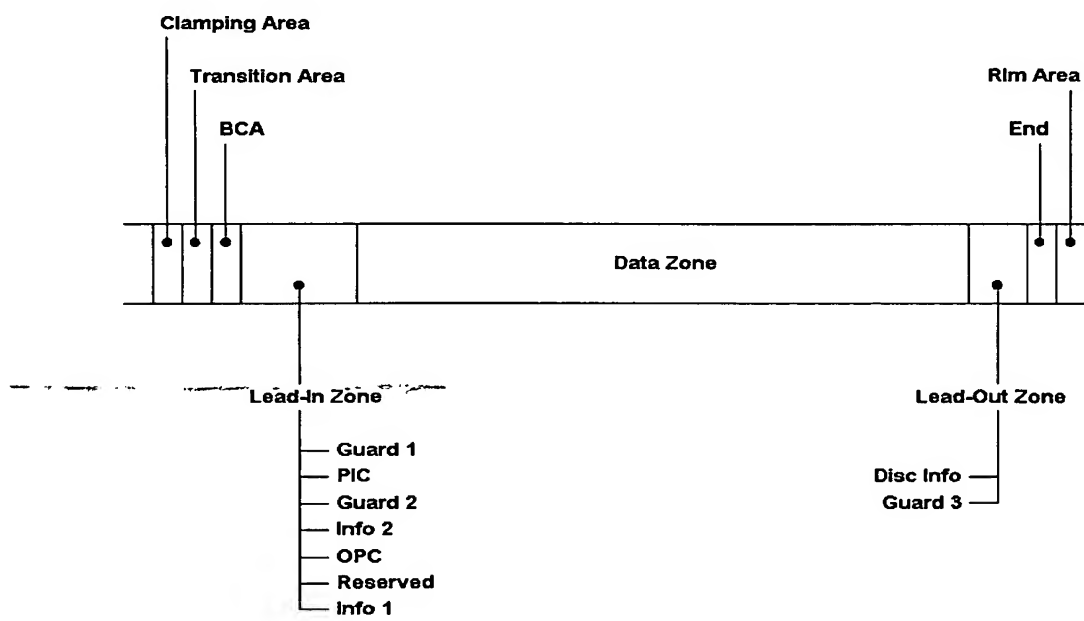 Clamping Area
Transition Area
Rim Area
BCA
End
Data Zone
Lead-In Zone
Lead-Out Zone
Guard 1
PIC
Disc Info
Guard 2
Guard 3
Info 2
OPC
Reserved
Info 1